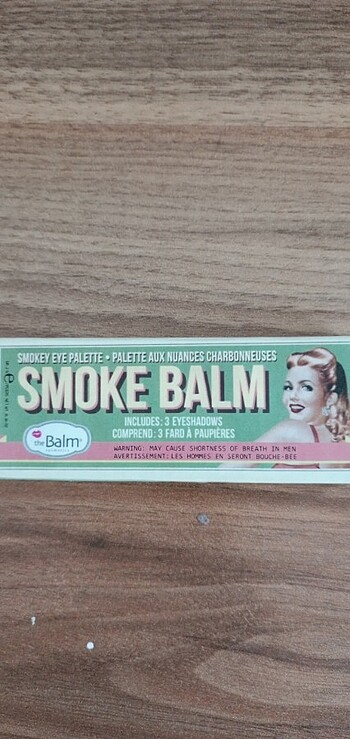 SMOKEY EYE PALETTE • PALETTE AUX NUANCES CHARBONNEUSES
SMOKE BALM
INCLUDES: 3 EYESHADOWS
COMPREND: 3 FARD À PAUPIÈRES
theBalm®
COSMETICS
WARNING: MAY CAUSE SHORTNESS OF BREATH IN MEN
AVERTISSEMENT: LES HOMMES EN SERONT BOUCHE-BÉE